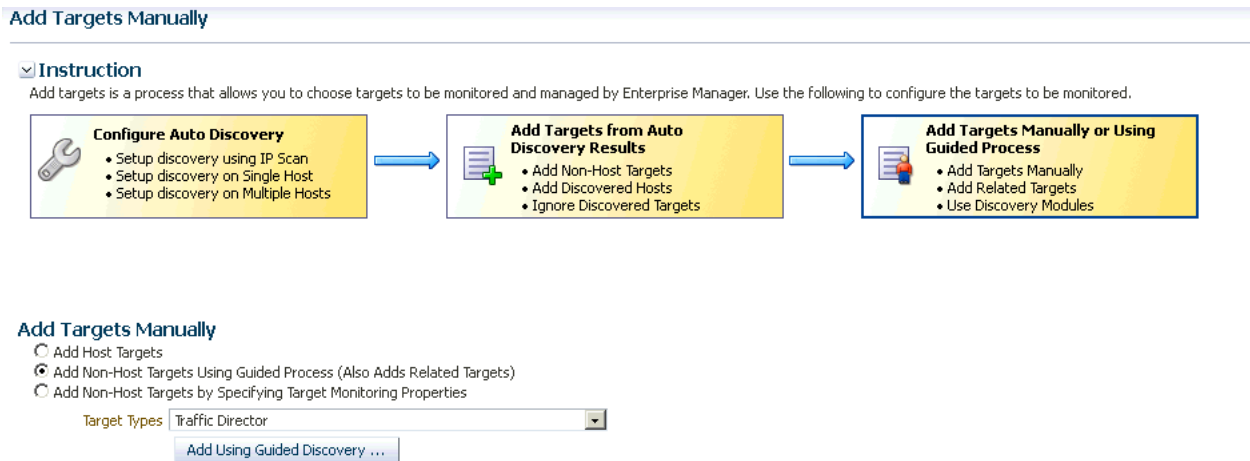 Add Targets Manually
Instruction
Add targets is a process that allows you to choose targets to be monitored and managed by Enterprise Manager. Use the following to configure the targets to be monitored.
Configure Auto Discovery
• Setup discovery using IP Scan
• Setup discovery on Single Host
• Setup discovery on Multiple Hosts
Add Targets from Auto
Discovery Results
• Add Non-Host Targets
• Add Discovered Hosts
• Ignore Discovered Targets
Add Targets Manually or Using
Guided Process
• Add Targets Manually
• Add Related Targets
• Use Discovery Modules
Add Targets Manually
Add Host Targets
Add Non-Host Targets Using Guided Process (Also Adds Related Targets)
Add Non-Host Targets by Specifying Target Monitoring Properties
Target Types Traffic Director
Add Using Guided Discovery ...